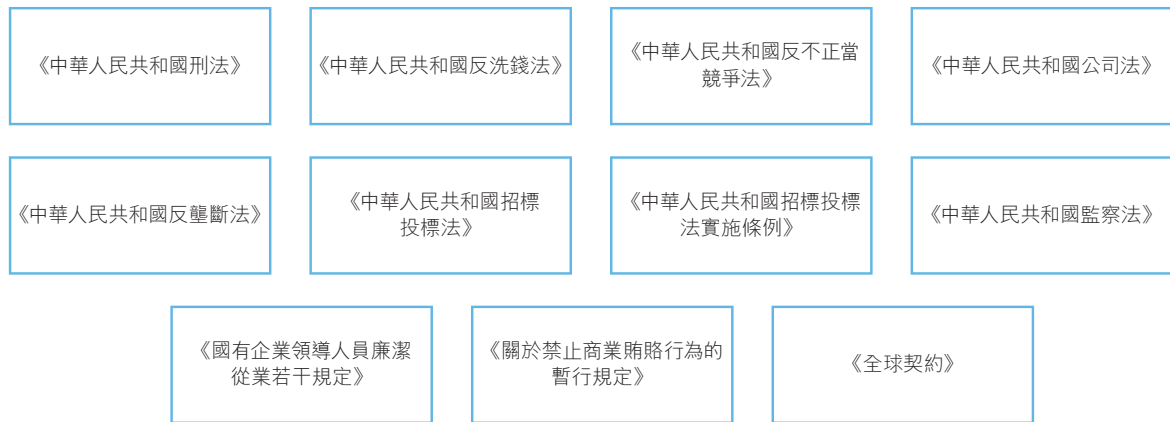 《中華人民共和國刑法》
《中華人民共和國反洗錢法》
《中華人民共和國反不正當
競爭法》
《中華人民共和國公司法》
《中華人民共和國反壟斷法》
《中華人民共和國招標
投標法》
《中華人民共和國招標投標
法實施條例》
《中華人民共和國監察法》
《國有企業領導人員廉潔
從業若干規定》
《關於禁止商業賄賂行為的
暫行規定》
《全球契約》